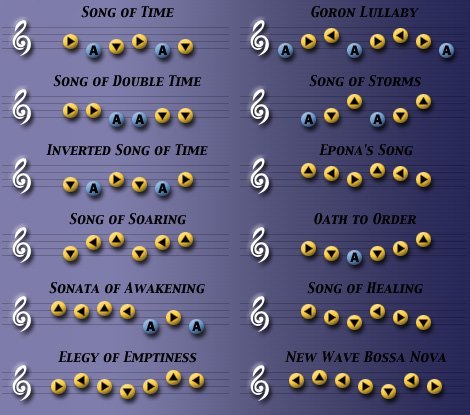 Song of Time
Goron Lullaby
A A
A A A
Song of Double Time
Song of Storms
A A
A A
Inverted Song of Time
Epona's Song
A A
Song of Soaring
Oath to Order
A
Sonata of Awakening
Song of Healing
A A
Elegy of Emptiness
New Wave Bossa Nova